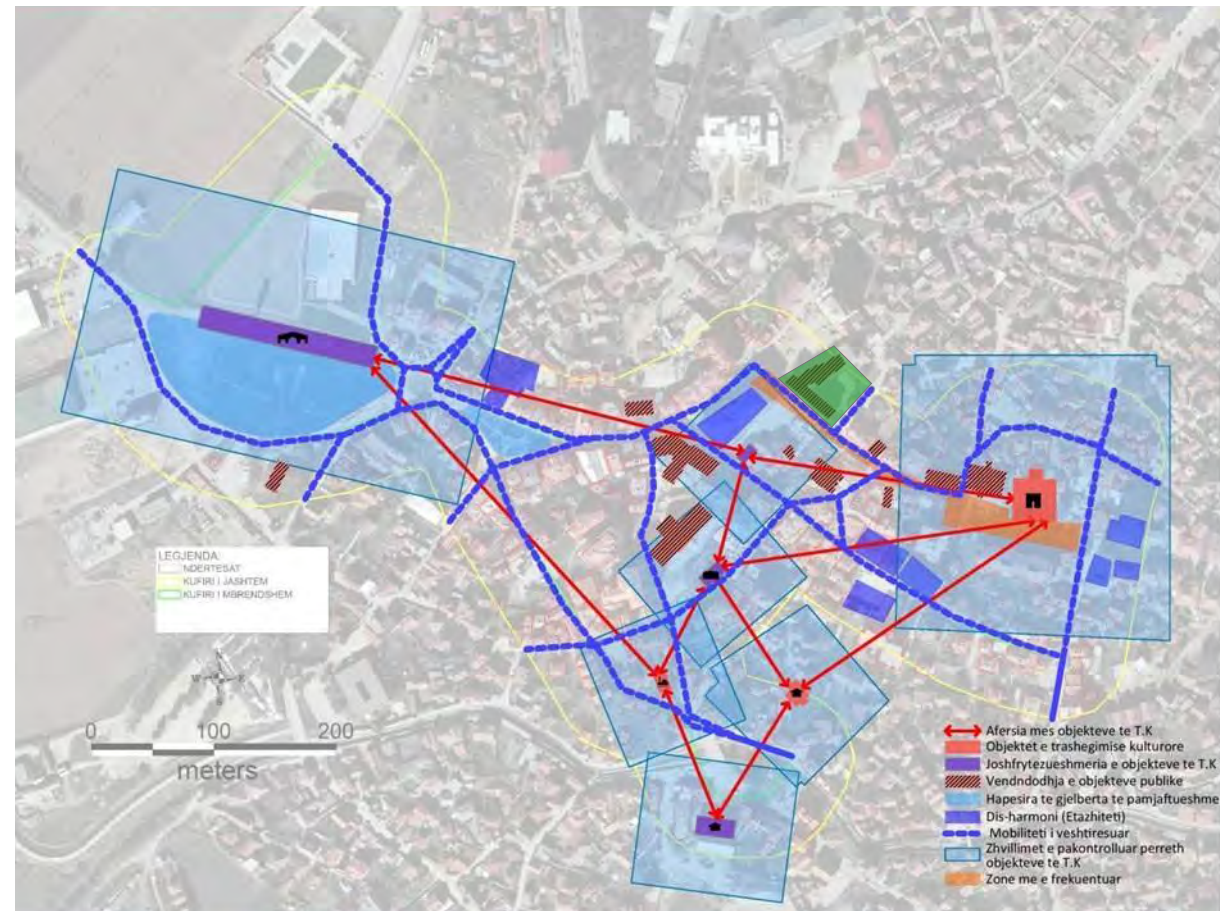 LEGJENDA:
NDERTESAT
KUFIRI I JASHTEM
KUFIRI I MBRENDSHEM
N
W
E
S
0 100 200
meters
Afersia mes objekteve te T.K
Objektet e trashegimise kulturore
Joshfrytezueshmeria e objekteve te T.K
Vendndodhja e objekteve publike
Hapesira te gjelberta te pamjaftueshme
Dis-harmoni (Etazhiteti)
Mobiliteti i veshtiresuar
Zhvillimet e pakontrolluar perreth
objekteve te T.K
Zone me e frekuentuar